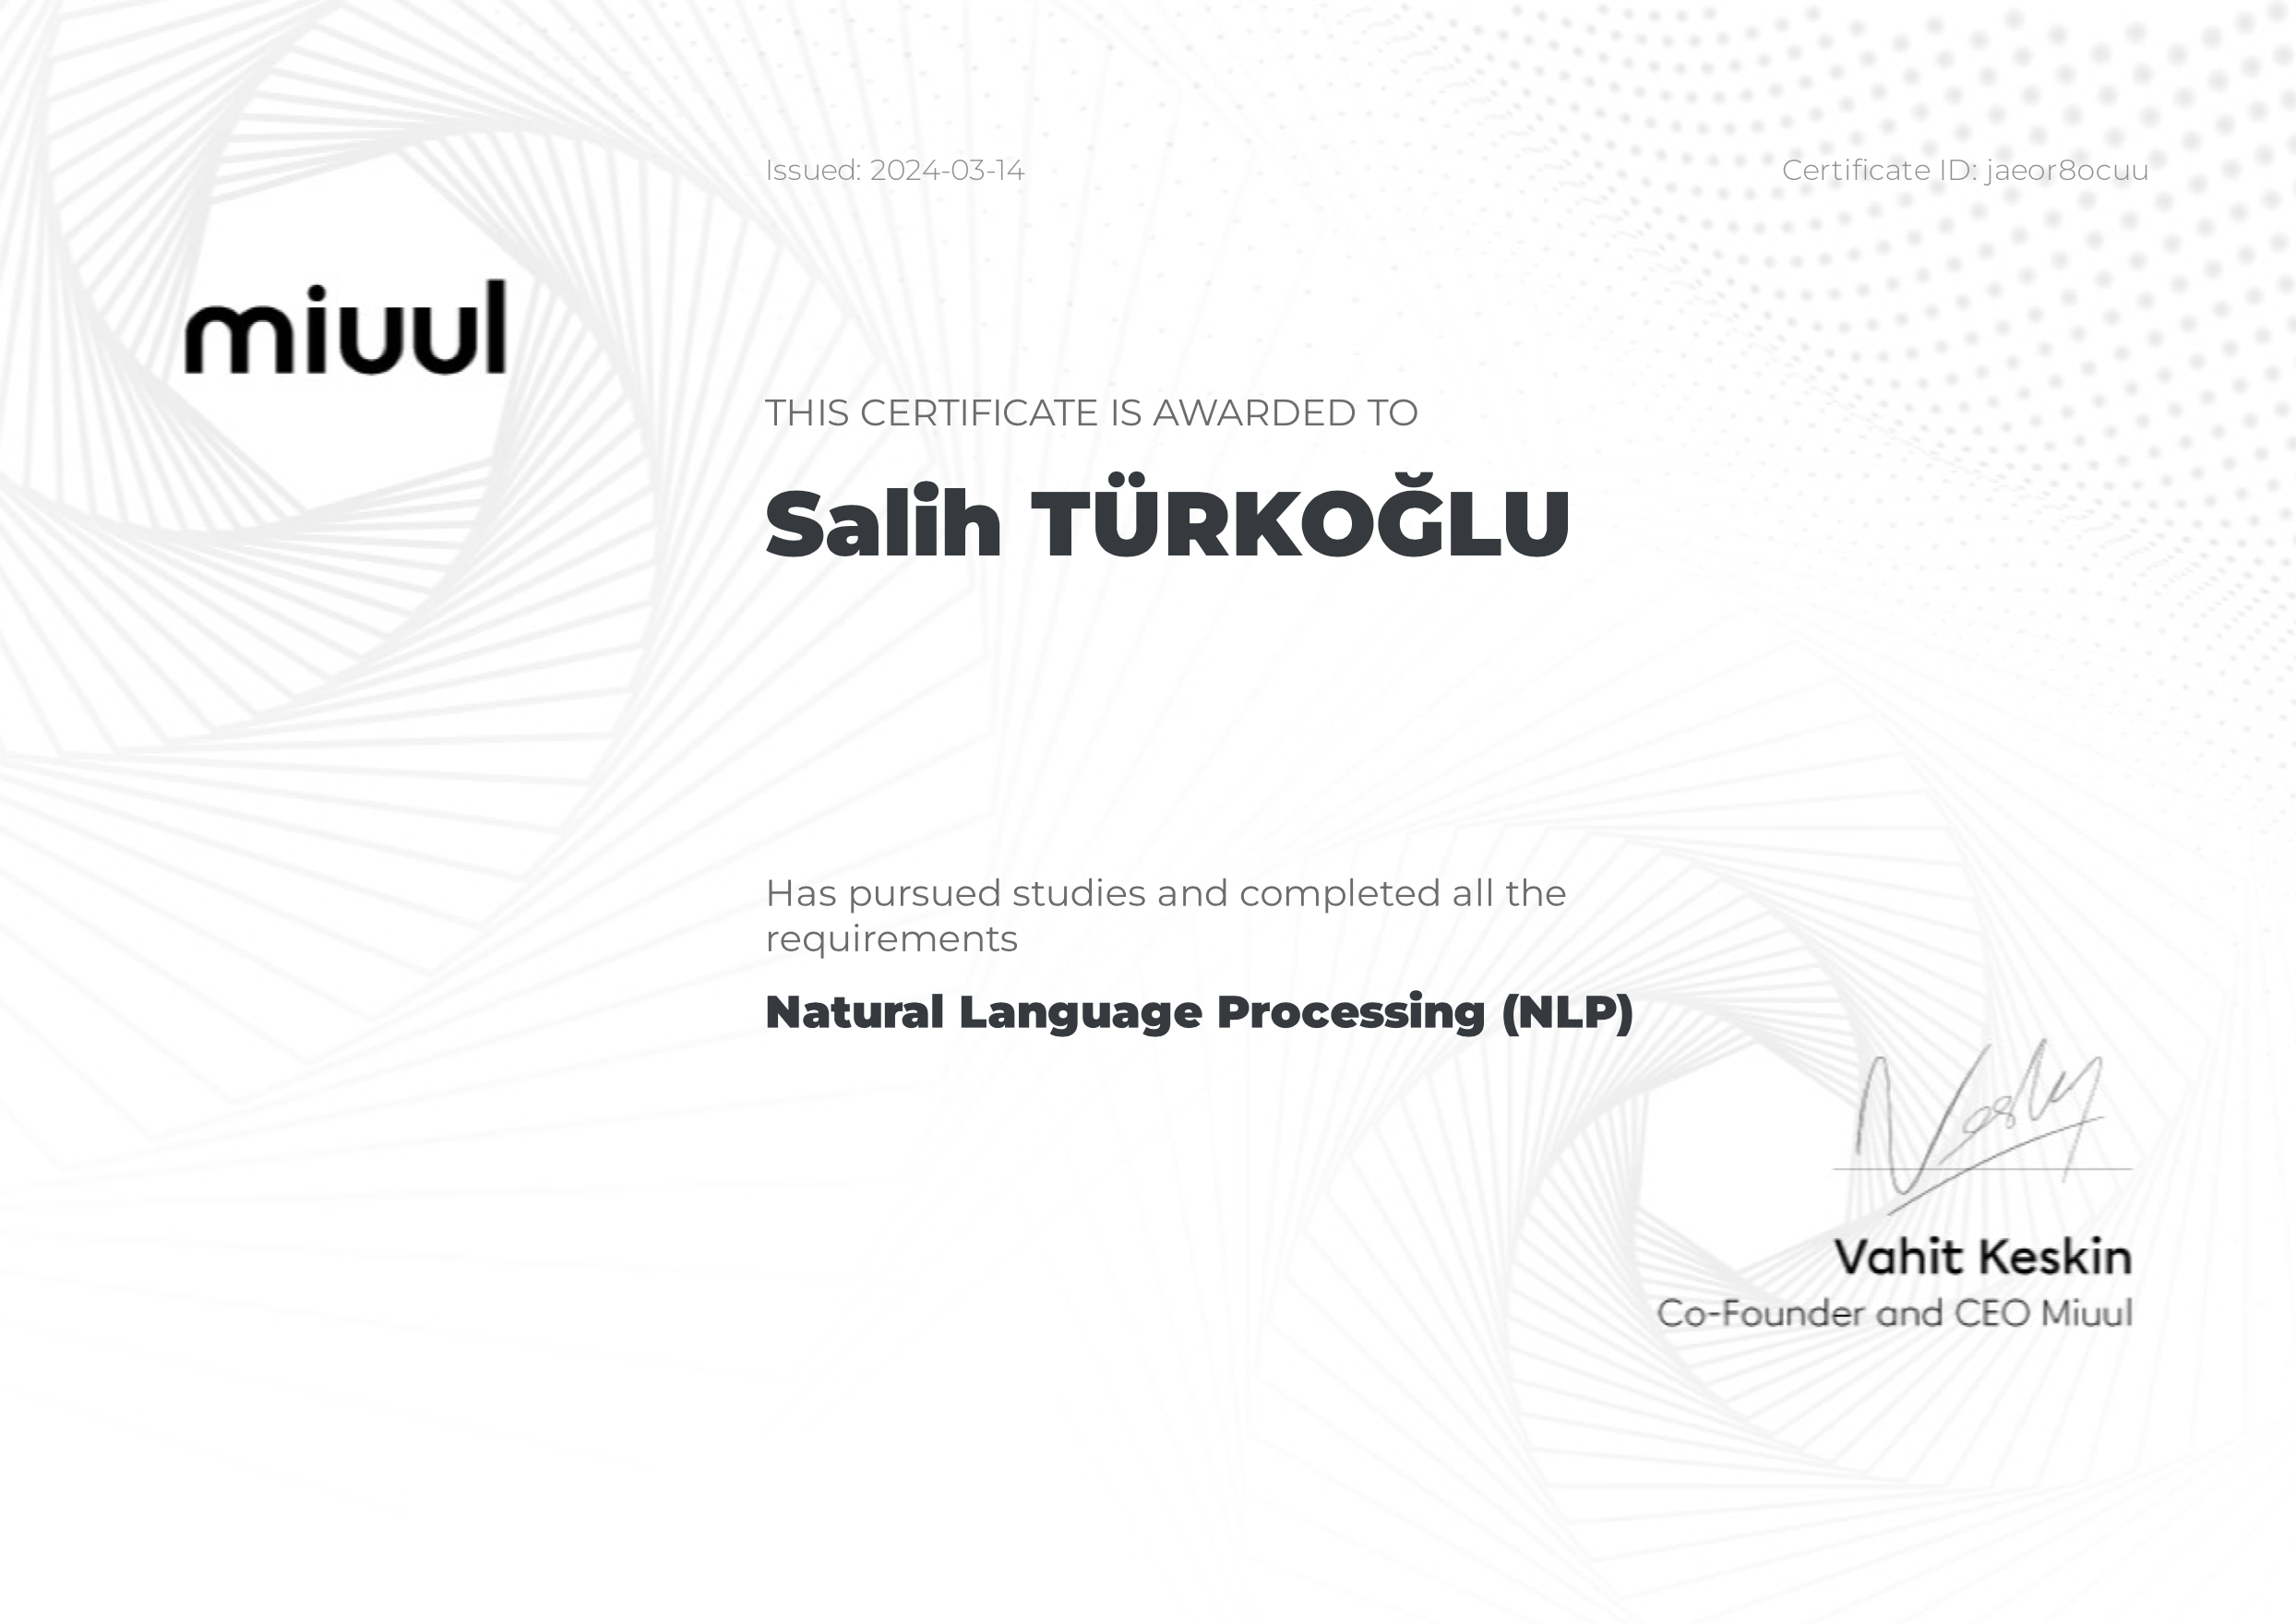 Issued: 2024-03-14
Certificate ID: jaeor8ocuu
miuul
THIS CERTIFICATE IS AWARDED TO
Salih TÜRKOĞLU
Has pursued studies and completed all the
requirements
Natural Language Processing (NLP)
Vahit Keskin
Co-Founder and CEO Miuul